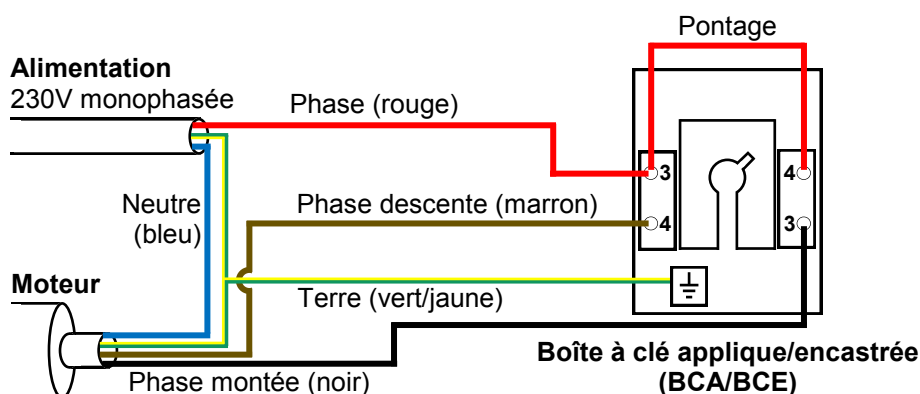 Pontage
Alimentation
230V monophasée
Phase (rouge)
3
4
Neutre
(bleu)
Phase descente (marron)
4
3
Moteur
Terre (vert/jaune)
Boîte à clé applique/encastrée
(BCA/BCE)
Phase montée (noir)